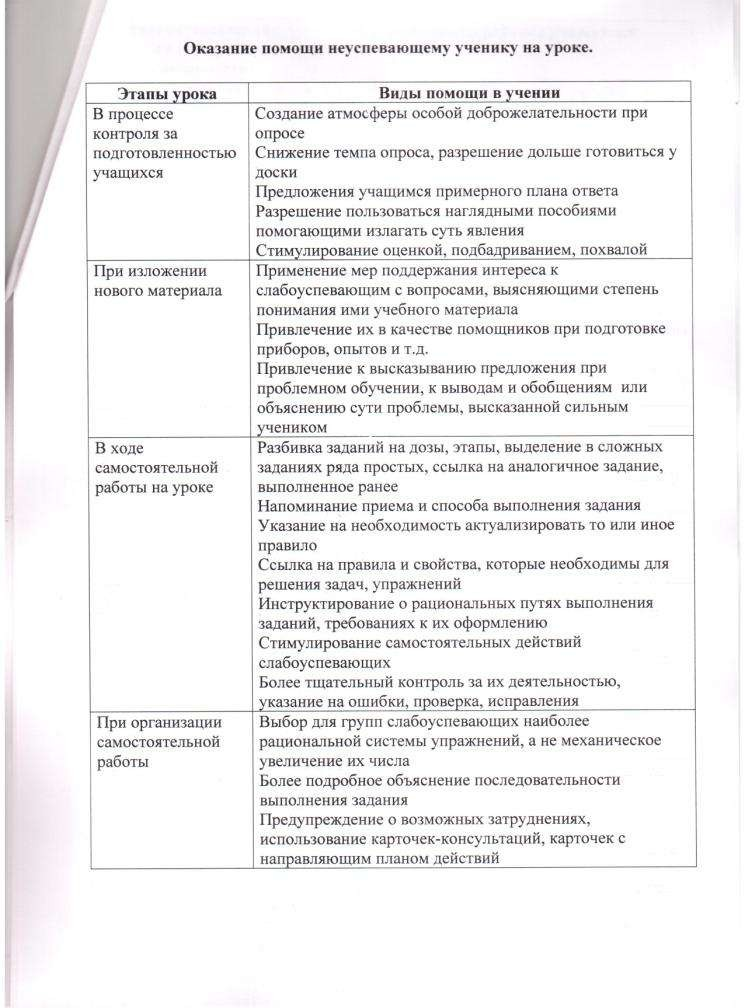 Оказание помощи неуспевающему ученику на уроке.
Этапы урока
Виды помощи в учении
В процессе
контроля за
подготовленностью
учащихся
Создание атмосферы особой доброжелательности при
опросе
Снижение темпа опроса, разрешение дольше готовиться у
доски
Предложения учащимся примерного плана ответа
Разрешение пользоваться наглядными пособиями
помогающими излагать суть явления
Стимулирование оценкой, подбадриванием, похвалой
При изложении
нового материала
Применение мер поддержания интереса к
слабоуспевающим с вопросами, выясняющими степень
понимания ими учебного материала
Привлечение их в качестве помощников при подготовке
приборов, опытов и т.д.
Привлечение к высказыванию предложения при
проблемном обучении, к выводам и обобщениям или
объяснению сути проблемы, высказанной сильным
учеником
В ходе
самостоятельной
работы на уроке
Разбивка заданий на дозы, этапы, выделение в сложных
заданиях ряда простых, ссылка на аналогичное задание,
выполненное ранее
Напоминание приема и способа выполнения задания
Указание на необходимость актуализировать то или иное
правило
Ссылка на правила и свойства, которые необходимы для
решения задач, упражнений
Инструктирование о рациональных путях выполнения
заданий, требованиях к их оформлению
Стимулирование самостоятельных действий
слабоуспевающих
Более тщательный контроль за их деятельностью,
указание на ошибки, проверка, исправления
При организации
самостоятельной
работы
Выбор для групп слабоуспевающих наиболее
рациональной системы упражнений, а не механическое
увеличение их числа
Более подробное объяснение последовательности
выполнения задания
Предупреждение о возможных затруднениях,
использование карточек-консультаций, карточек с
направляющим планом действий